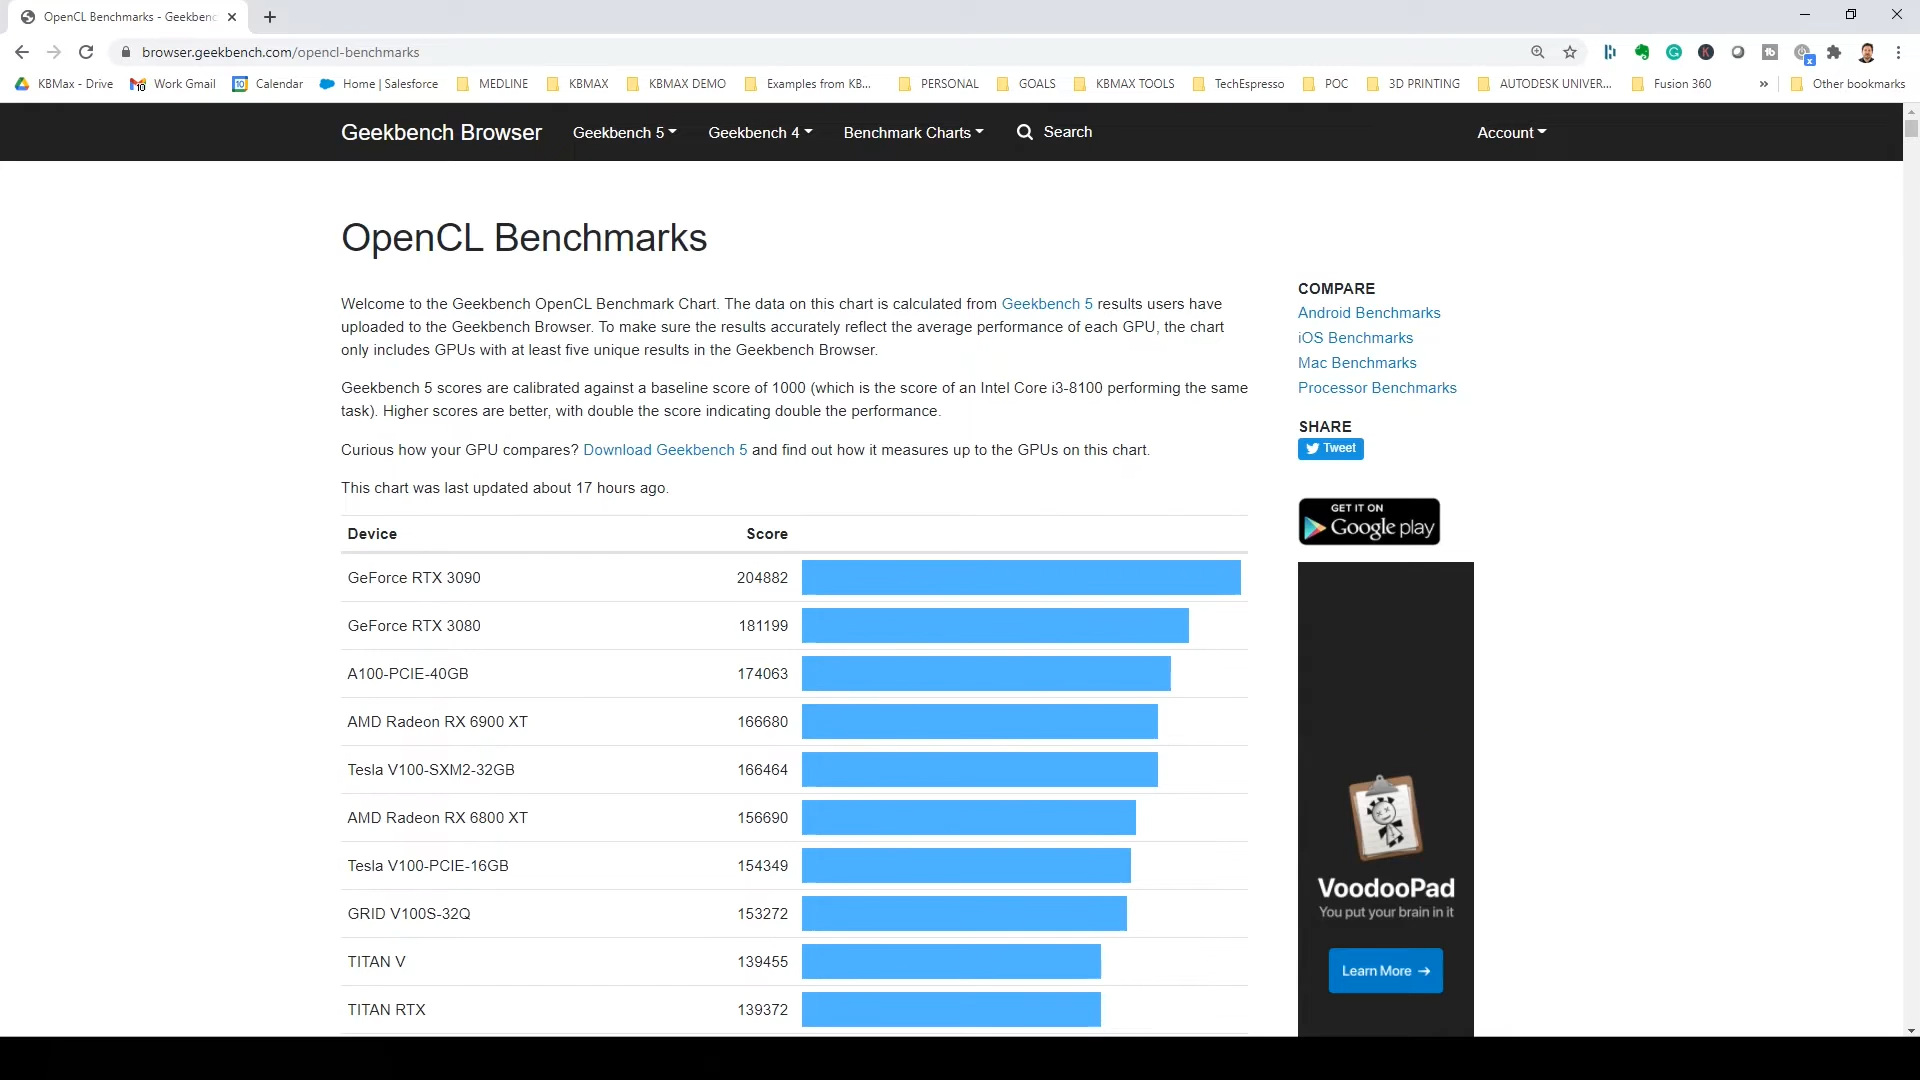 OpenCL Benchmarks - Geekbenc
browser.geekbench.com/opencl-benchmarks
KBMax - Drive
Work Gmail
Calendar
Home | Salesforce
MEDLINE
KBMAX
KBMAX DEMO
Examples from KB...
PERSONAL
GOALS
KBMAX TOOLS
TechEspresso
POC
3D PRINTING
AUTODESK UNIVER...
Fusion 360
»
Other bookmarks
Geekbench Browser
Geekbench 5
Geekbench 4
Benchmark Charts
Search
Account
OpenCL Benchmarks
Welcome to the Geekbench OpenCL Benchmark Chart. The data on this chart is calculated from Geekbench 5 results users have
uploaded to the Geekbench Browser. To make sure the results accurately reflect the average performance of each GPU, the chart
only includes GPUs with at least five unique results in the Geekbench Browser.
Geekbench 5 scores are calibrated against a baseline score of 1000 (which is the score of an Intel Core i3-8100 performing the same
task). Higher scores are better, with double the score indicating double the performance.
Curious how your GPU compares? Download Geekbench 5 and find out how it measures up to the GPUs on this chart.
This chart was last updated about 17 hours ago.
Device Score
GeForce RTX 3090 204882
GeForce RTX 3080 181199
A100-PCIE-40GB 174063
AMD Radeon RX 6900 XT 166680
Tesla V100-SXM2-32GB 166464
AMD Radeon RX 6800 XT 156690
Tesla V100-PCIE-16GB 154349
GRID V100S-32Q 153272
TITAN V 139455
TITAN RTX 139372
COMPARE
Android Benchmarks
iOS Benchmarks
Mac Benchmarks
Processor Benchmarks
SHARE
Tweet
GET IT ON
Google play
VoodooPad
You put your brain in it
Learn More →